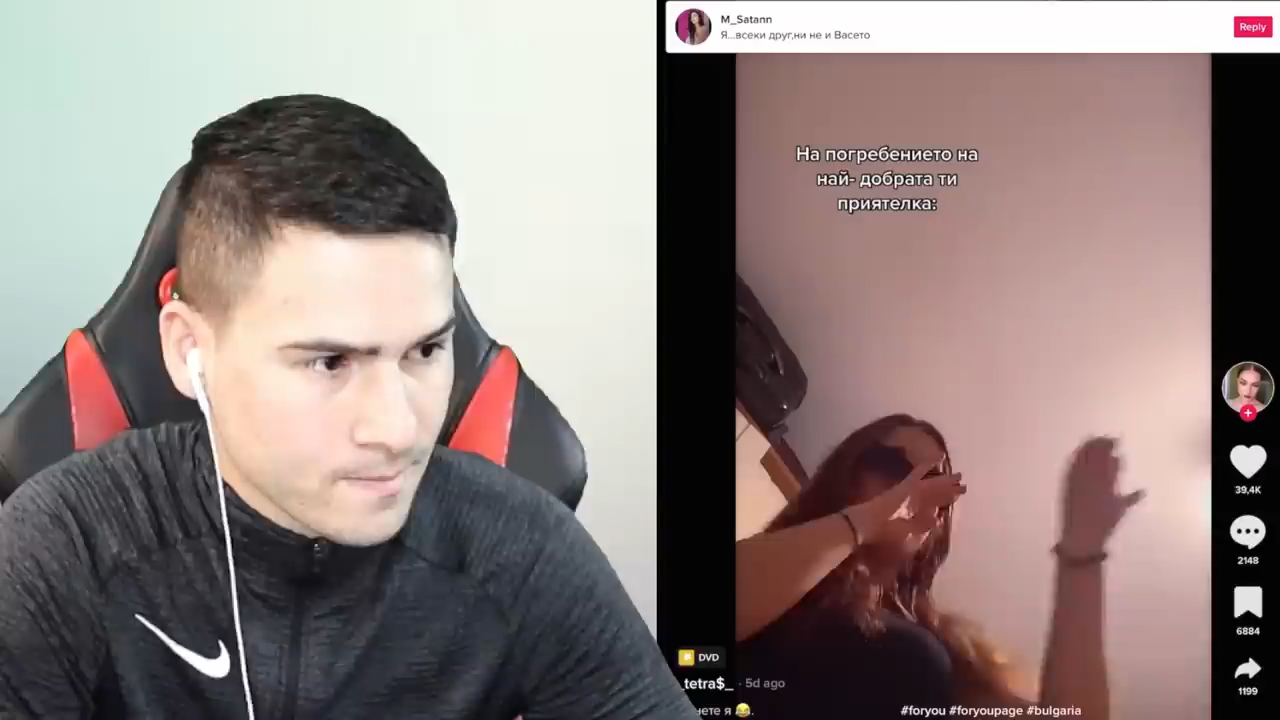 M_Satann
Я...всеки друг,ни не и Васето
Reply
На погребението на
най- добрата ти
приятелка:
39,4K
2148
6884
1199
DVD
_tetra$_ · 5d ago
нете я 😂.
#foryou #foryoupage #bulgaria